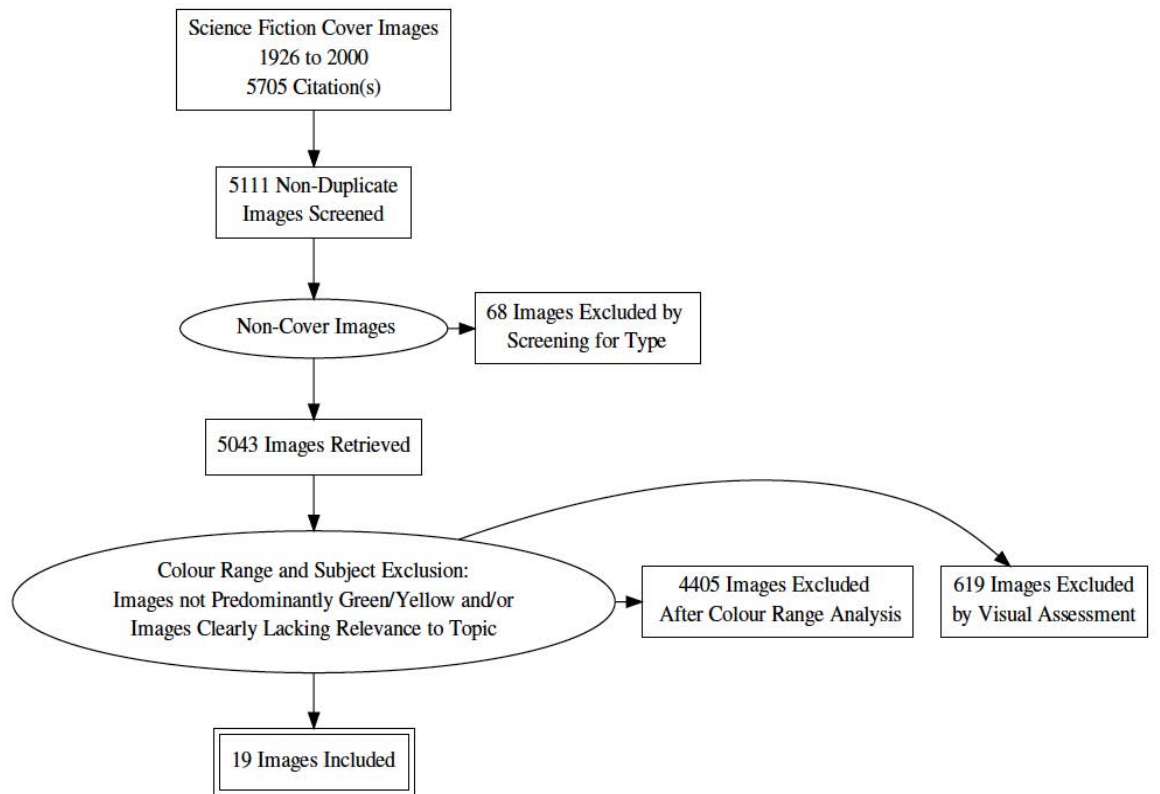 Science Fiction Cover Images
1926 to 2000
5705 Citation(s)
5111 Non-Duplicate
Images Screened
Non-Cover Images
68 Images Excluded by
Screening for Type
5043 Images Retrieved
Colour Range and Subject Exclusion:
Images not Predominantly Green/Yellow and/or
Images Clearly Lacking Relevance to Topic
4405 Images Excluded
After Colour Range Analysis
619 Images Excluded
by Visual Assessment
19 Images Included